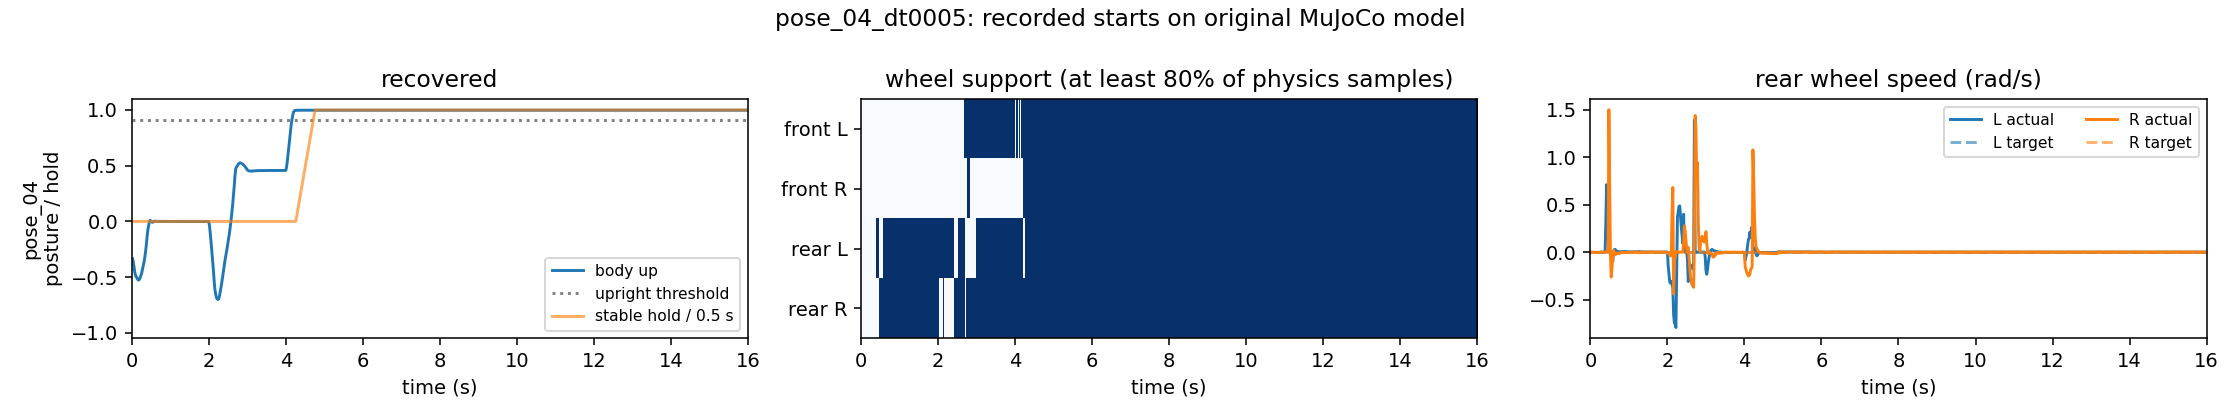 pose_04_dt0005: recorded starts on original MuJoCo model
recovered
pose_04
posture / hold
1.0
0.5
0.0
−0.5
−1.0
body up
upright threshold
stable hold / 0.5 s
0 2 4 6 8 10 12 14 16
time (s)
wheel support (at least 80% of physics samples)
front L
front R
rear L
rear R
0 2 4 6 8 10 12 14 16
time (s)
rear wheel speed (rad/s)
1.5
1.0
0.5
0.0
−0.5
L actual
L target
R actual
R target
0 2 4 6 8 10 12 14 16
time (s)